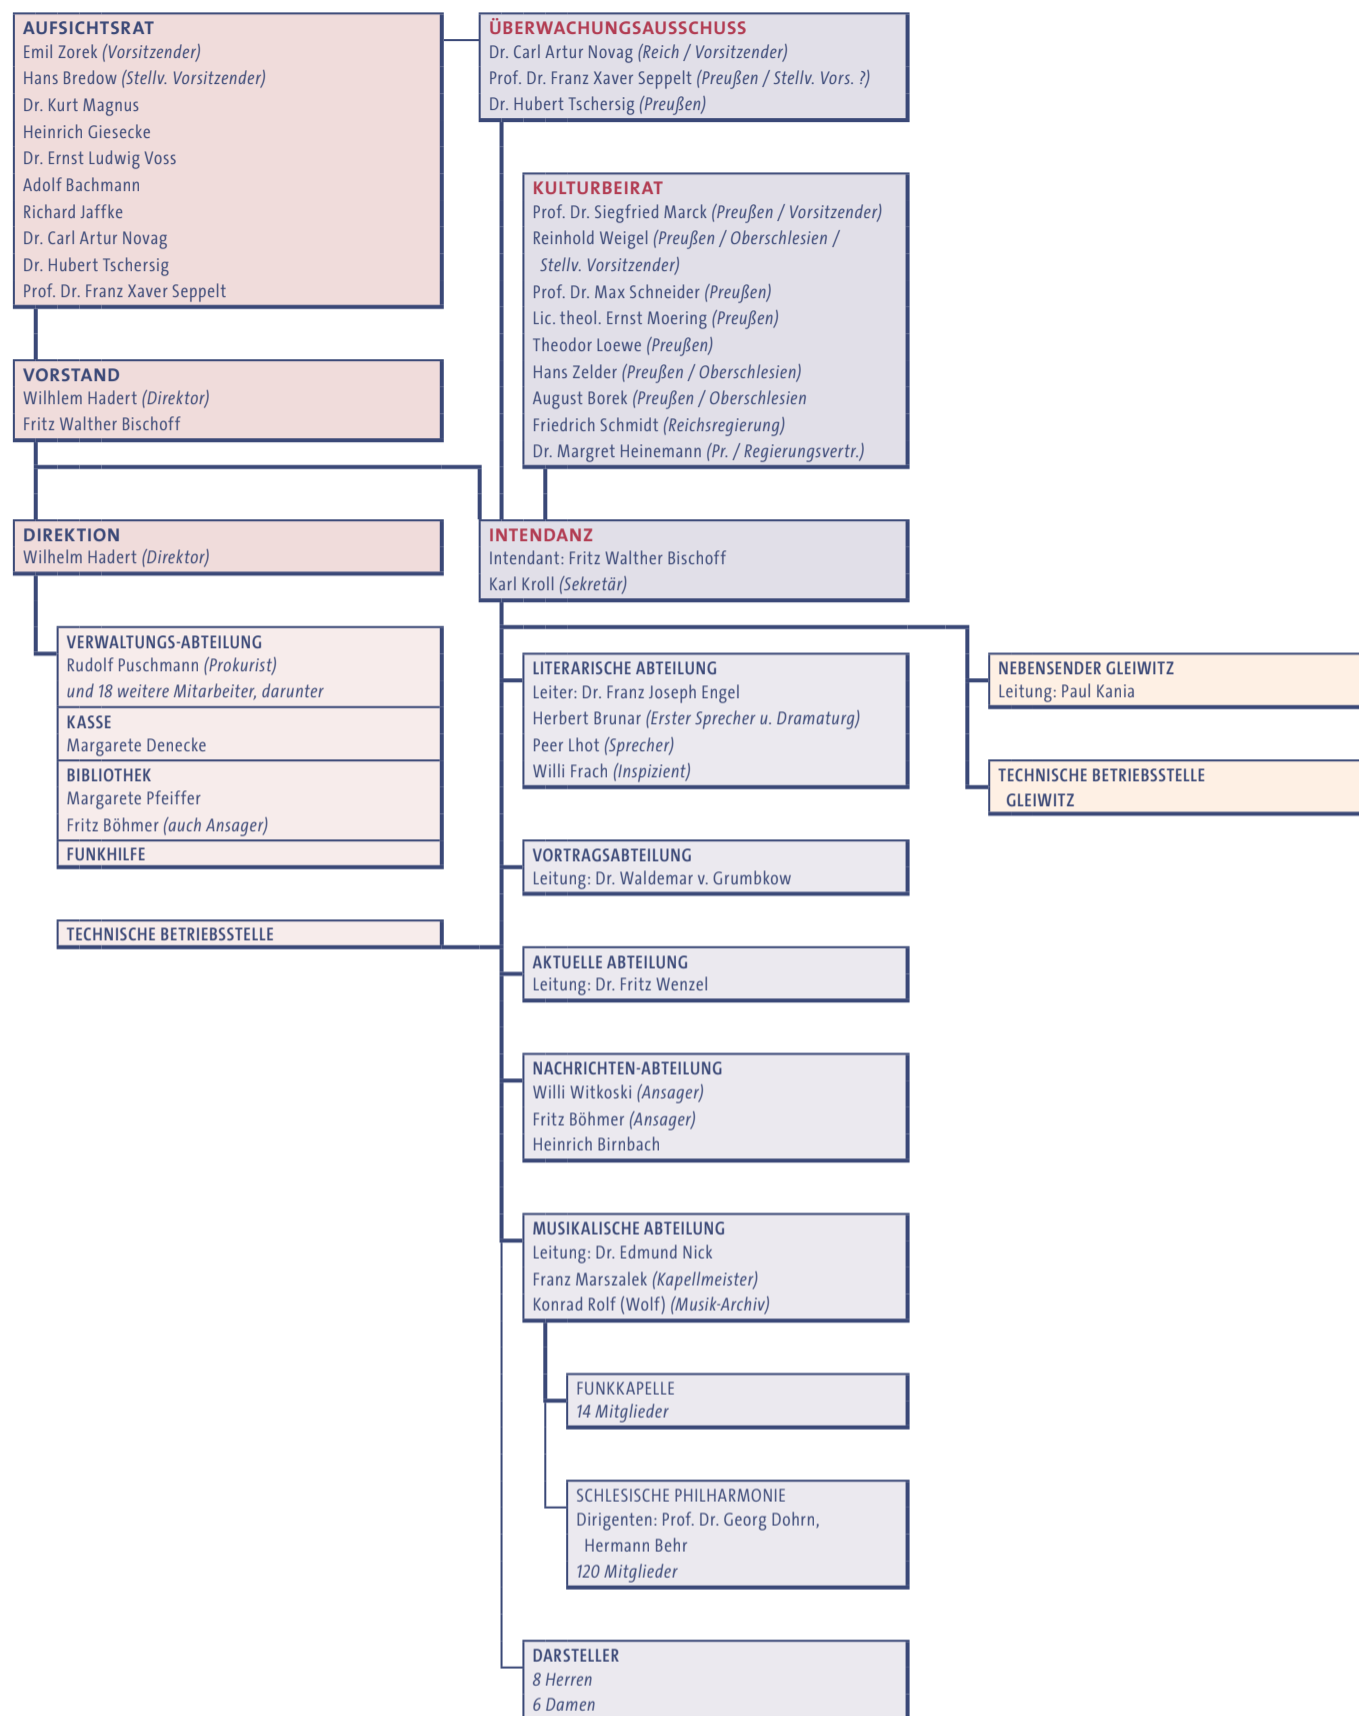 AUFSICHTSRAT
Emil Zorek (Vorsitzender)
Hans Bredow (Stellv. Vorsitzender)
Dr. Kurt Magnus
Heinrich Giesecke
Dr. Ernst Ludwig Voss
Adolf Bachmann
Richard Jaffke
Dr. Carl Artur Novag
Dr. Hubert Tschersig
Prof. Dr. Franz Xaver Seppelt
ÜBERWACHUNGSAUSSCHUSS
Dr. Carl Artur Novag (Reich / Vorsitzender)
Prof. Dr. Franz Xaver Seppelt (Preußen / Stellv. Vors. ?)
Dr. Hubert Tschersig (Preußen)
KULTURBEIRAT
Prof. Dr. Siegfried Marck (Preußen / Vorsitzender)
Reinhold Weigel (Preußen / Oberschlesien /
Stellv. Vorsitzender)
Prof. Dr. Max Schneider (Preußen)
Lic. theol. Ernst Moering (Preußen)
Theodor Loewe (Preußen)
Hans Zelder (Preußen / Oberschlesien)
August Borek (Preußen / Oberschlesien
Friedrich Schmidt (Reichsregierung)
Dr. Margret Heinemann (Pr. / Regierungsvertr.)
VORSTAND
Wilhlem Hadert (Direktor)
Fritz Walther Bischoff
DIREKTION
Wilhelm Hadert (Direktor)
INTENDANZ
Intendant: Fritz Walther Bischoff
Karl Kroll (Sekretär)
VERWALTUNGS-ABTEILUNG
Rudolf Puschmann (Prokurist)
und 18 weitere Mitarbeiter, darunter
KASSE
Margarete Denecke
BIBLIOTHEK
Margarete Pfeiffer
Fritz Böhmer (auch Ansager)
FUNKHILFE
TECHNISCHE BETRIEBSSTELLE
LITERARISCHE ABTEILUNG
Leiter: Dr. Franz Joseph Engel
Herbert Brunar (Erster Sprecher u. Dramaturg)
Peer Lhot (Sprecher)
Willi Frach (Inspizient)
NEBENSENDER GLEIWITZ
Leitung: Paul Kania
TECHNISCHE BETRIEBSSTELLE
GLEIWITZ
VORTRAGSABTEILUNG
Leitung: Dr. Waldemar v. Grumbkow
AKTUELLE ABTEILUNG
Leitung: Dr. Fritz Wenzel
NACHRICHTEN-ABTEILUNG
Willi Witkoski (Ansager)
Fritz Böhmer (Ansager)
Heinrich Birnbach
MUSIKALISCHE ABTEILUNG
Leitung: Dr. Edmund Nick
Franz Marszalek (Kapellmeister)
Konrad Rolf (Wolf) (Musik-Archiv)
FUNKKAPELLE
14 Mitglieder
SCHLESISCHE PHILHARMONIE
Dirigenten: Prof. Dr. Georg Dohrn,
Hermann Behr
120 Mitglieder
DARSTELLER
8 Herren
6 Damen